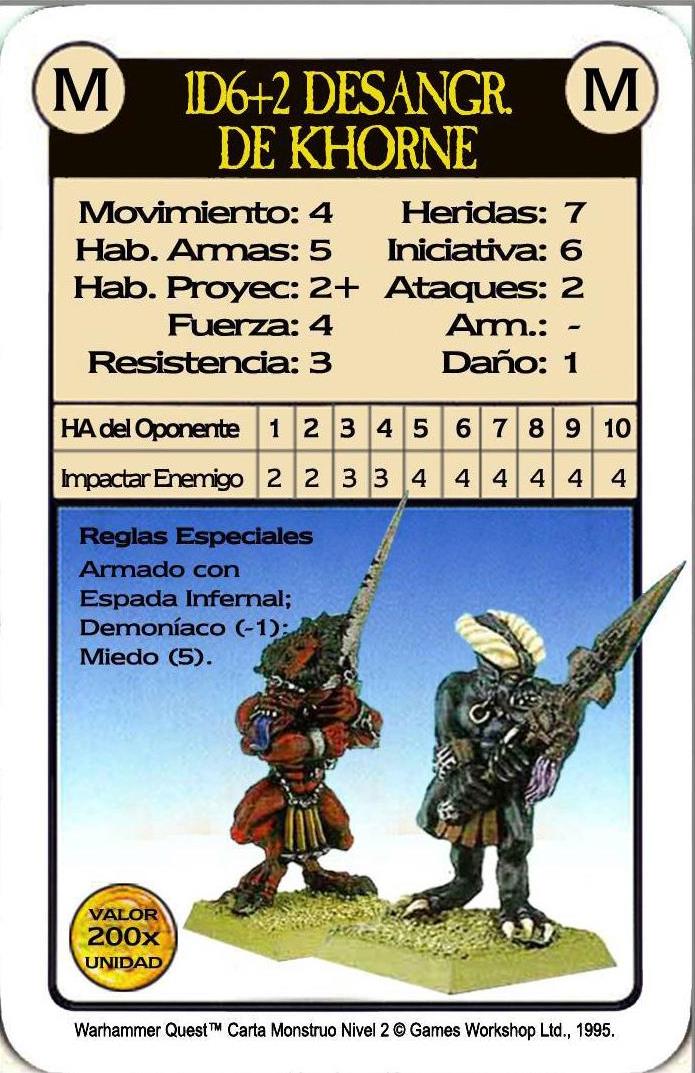 M 1D6+2 DESANGR. M
DE KHORNE
Movimiento: 4 Heridas: 7
Hab. Armas: 5 Iniciativa: 6
Hab. Proyec: 2+ Ataques: 2
Fuerza: 4 Arm.: -
Resistencia: 3 Daño: 1
HA del Oponente 1 2 3 4 5 6 7 8 9 10
Impactar Enemigo 2 2 3 3 4 4 4 4 4 4
Reglas Especiales
Armado con
Espada Infernal;
Demoníaco (-1);
Miedo (5).
VALOR
200x
UNIDAD
Warhammer Quest™ Carta Monstruo Nivel 2 © Games Workshop Ltd., 1995.